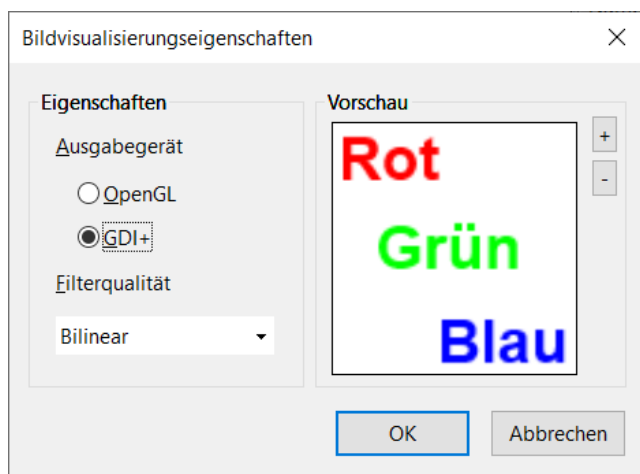 Bildvisualisierungseigenschaften
Eigenschaften
Ausgabegerät
OpenGL
GDI+
Filterqualität
Bilinear
Vorschau
Rot
Grün
Blau
+
-
OK
Abbrechen